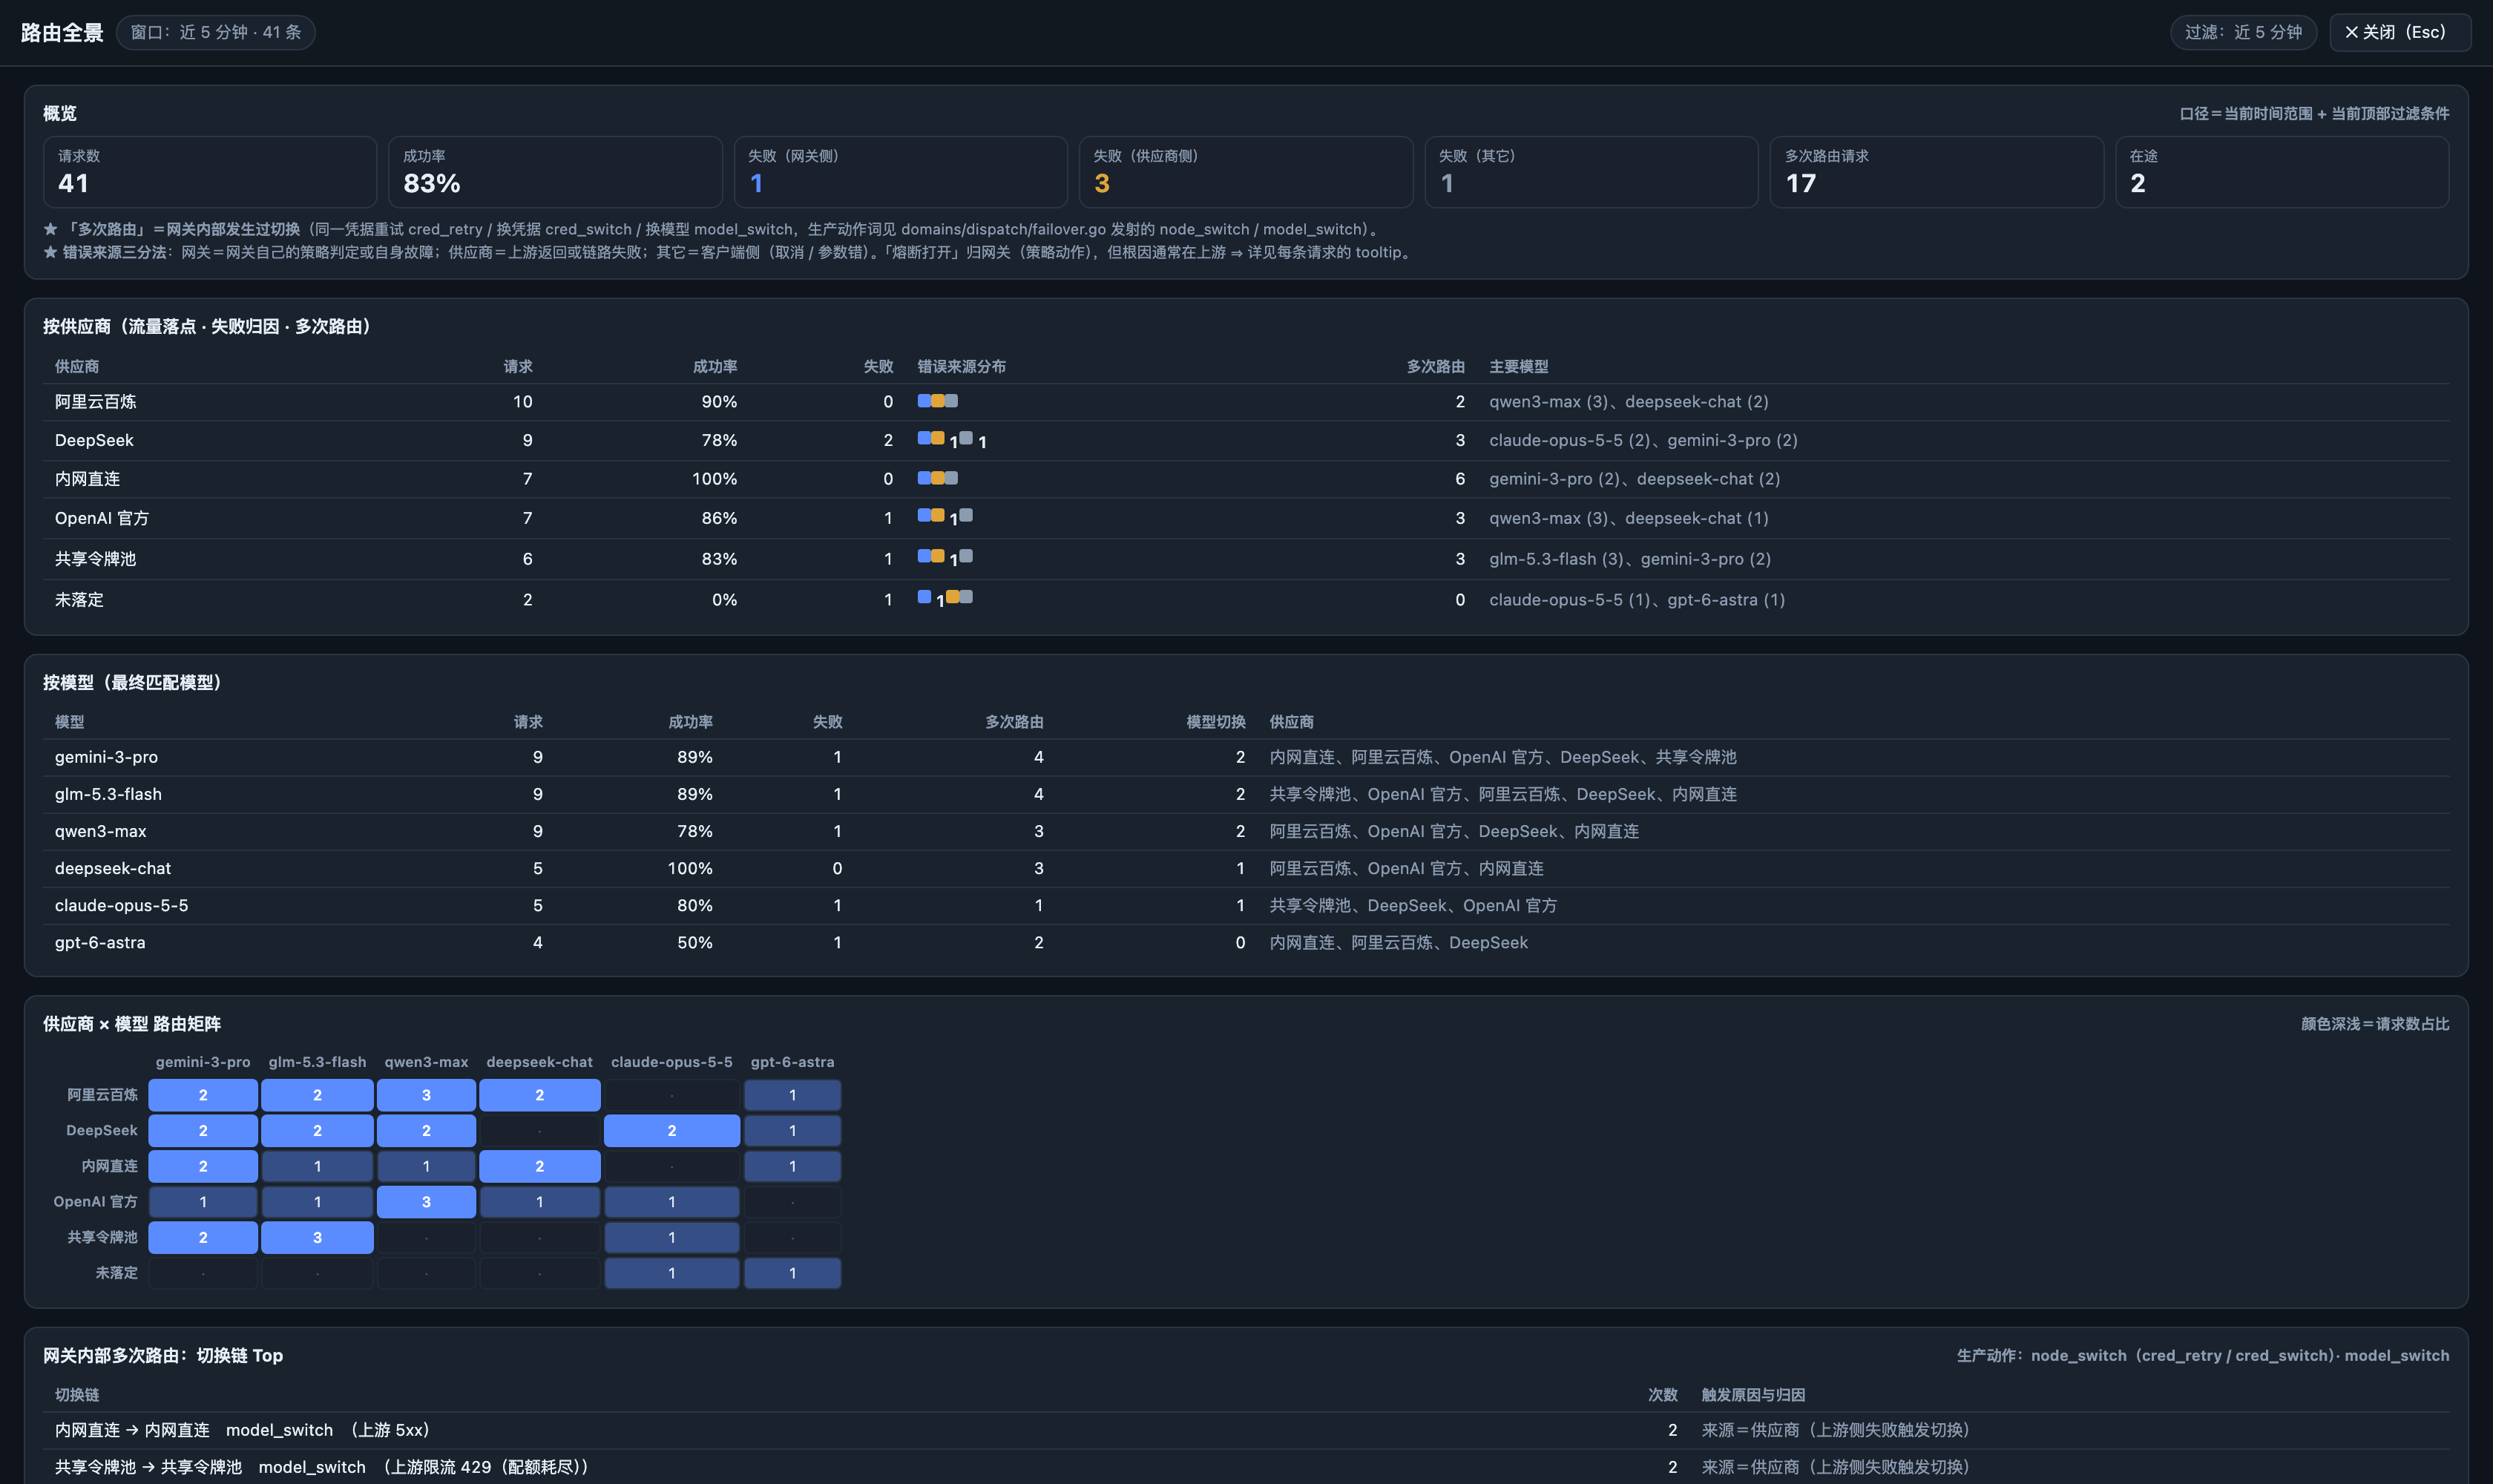 路由全景 窗口：近 5 分钟 · 41 条 过滤：近 5 分钟 ✕ 关闭（Esc）
概览 口径＝当前时间范围 + 当前顶部过滤条件
请求数 成功率 失败（网关侧） 失败（供应商侧） 失败（其它） 多次路由请求 在途
41 83% 1 3 1 17 2
★ 「多次路由」＝网关内部发生过切换（同一凭据重试 cred_retry / 换凭据 cred_switch / 换模型 model_switch，生产动作词见 domains/dispatch/failover.go 发射的 node_switch / model_switch）。
★ 错误来源三分法：网关＝网关自己的策略判定或自身故障；供应商＝上游返回或链路失败；其它＝客户端侧（取消 / 参数错）。「熔断打开」归网关（策略动作），但根因通常在上游 ⇒ 详见每条请求的 tooltip。
按供应商（流量落点 · 失败归因 · 多次路由）
供应商 请求 成功率 失败 错误来源分布 多次路由 主要模型
阿里云百炼 10 90% 0 2 qwen3-max (3)、deepseek-chat (2)
DeepSeek 9 78% 2 1 1 3 claude-opus-5-5 (2)、gemini-3-pro (2)
内网直连 7 100% 0 6 gemini-3-pro (2)、deepseek-chat (2)
OpenAI 官方 7 86% 1 1 3 qwen3-max (3)、deepseek-chat (1)
共享令牌池 6 83% 1 1 3 glm-5.3-flash (3)、gemini-3-pro (2)
未落定 2 0% 1 1 0 claude-opus-5-5 (1)、gpt-6-astra (1)
按模型（最终匹配模型）
模型 请求 成功率 失败 多次路由 模型切换 供应商
gemini-3-pro 9 89% 1 4 2 内网直连、阿里云百炼、OpenAI 官方、DeepSeek、共享令牌池
glm-5.3-flash 9 89% 1 4 2 共享令牌池、OpenAI 官方、阿里云百炼、DeepSeek、内网直连
qwen3-max 9 78% 1 3 2 阿里云百炼、OpenAI 官方、DeepSeek、内网直连
deepseek-chat 5 100% 0 3 1 阿里云百炼、OpenAI 官方、内网直连
claude-opus-5-5 5 80% 1 1 1 共享令牌池、DeepSeek、OpenAI 官方
gpt-6-astra 4 50% 1 2 0 内网直连、阿里云百炼、DeepSeek
供应商 × 模型 路由矩阵 颜色深浅＝请求数占比
gemini-3-pro glm-5.3-flash qwen3-max deepseek-chat claude-opus-5-5 gpt-6-astra
阿里云百炼 2 2 3 2 · 1
DeepSeek 2 2 2 · 2 1
内网直连 2 1 1 2 · 1
OpenAI 官方 1 1 3 1 1 ·
共享令牌池 2 3 · · 1 ·
未落定 · · · · 1 1
网关内部多次路由：切换链 Top 生产动作：node_switch（cred_retry / cred_switch）· model_switch
切换链 次数 触发原因与归因
内网直连 → 内网直连 model_switch （上游 5xx） 2 来源＝供应商（上游侧失败触发切换）
共享令牌池 → 共享令牌池 model_switch （上游限流 429（配额耗尽）） 2 来源＝供应商（上游侧失败触发切换）